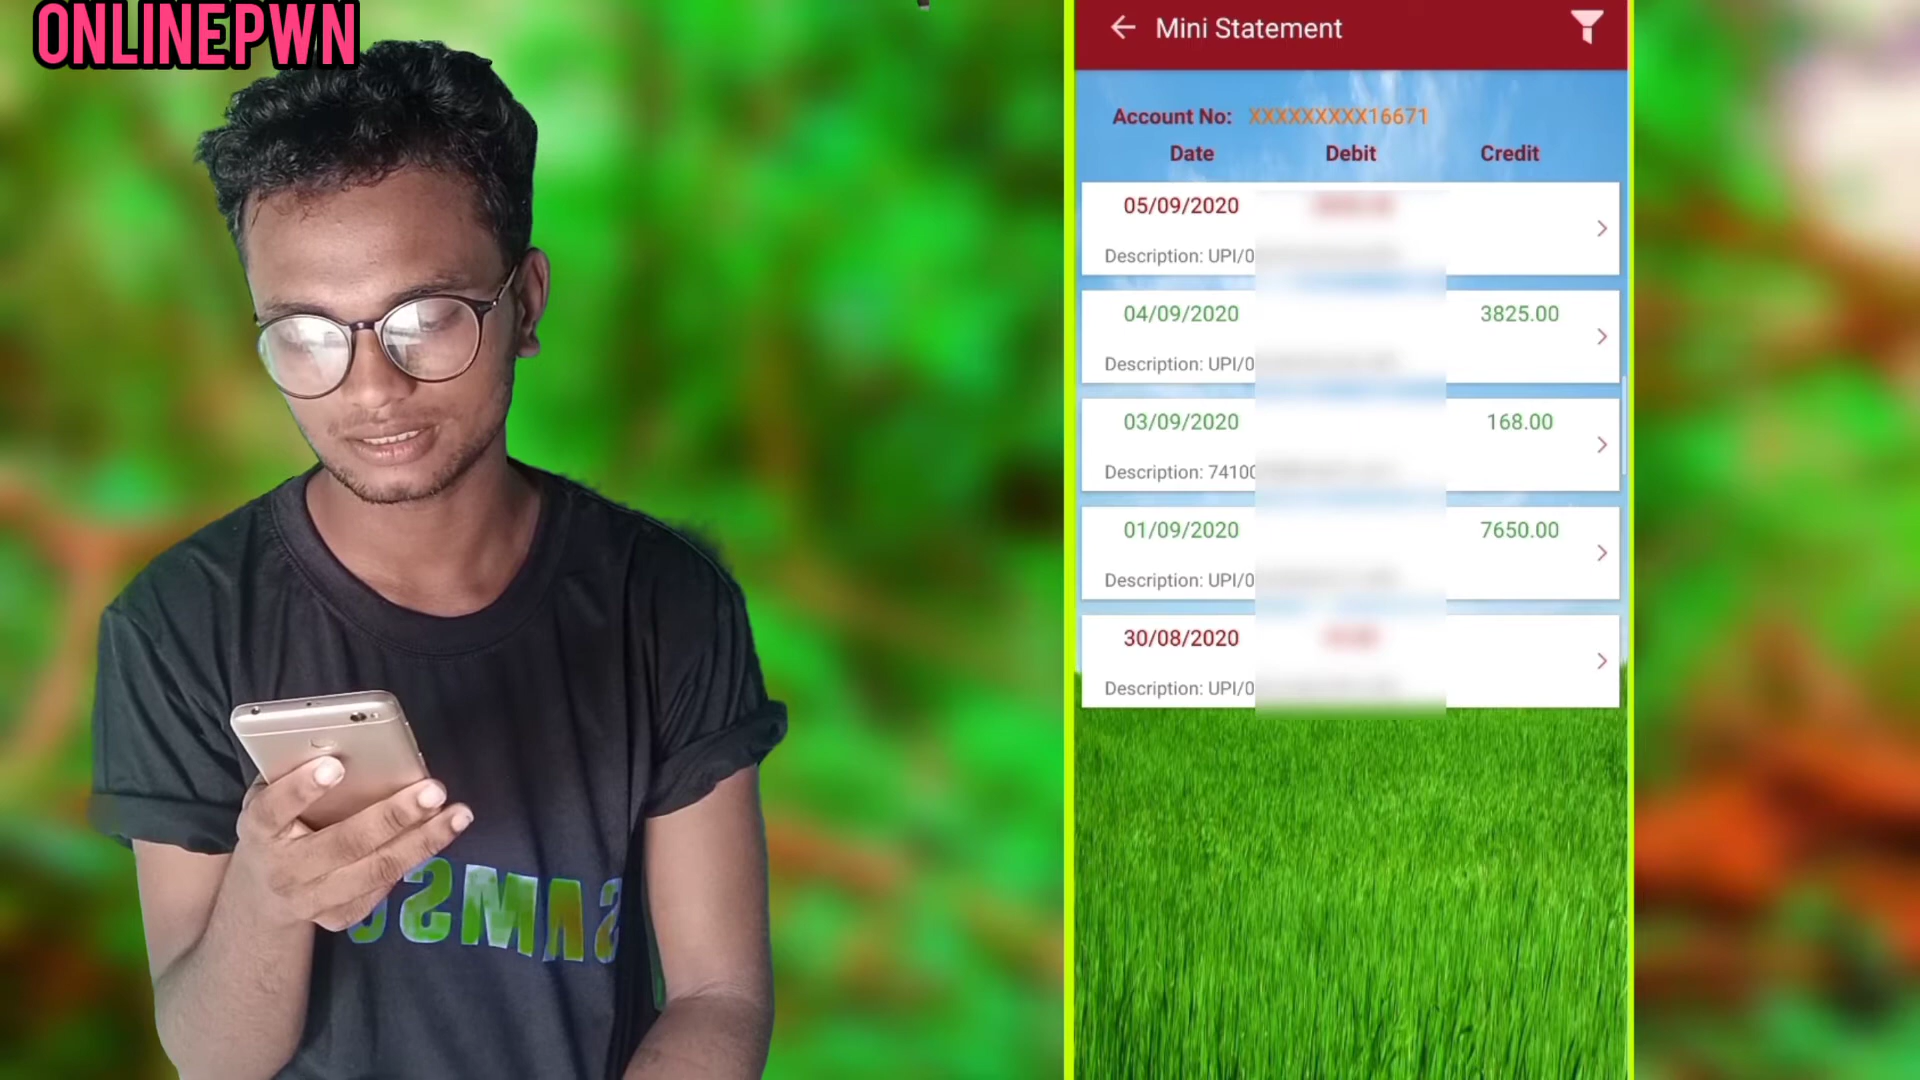 ONLINEPWN
Mini Statement
Account No: XXXXXXXXX16671
Date Debit Credit
05/09/2020
Description: UPI/0
04/09/2020 3825.00
Description: UPI/0
03/09/2020 168.00
Description: 74100
01/09/2020 7650.00
Description: UPI/0
30/08/2020
Description: UPI/0
SAMS